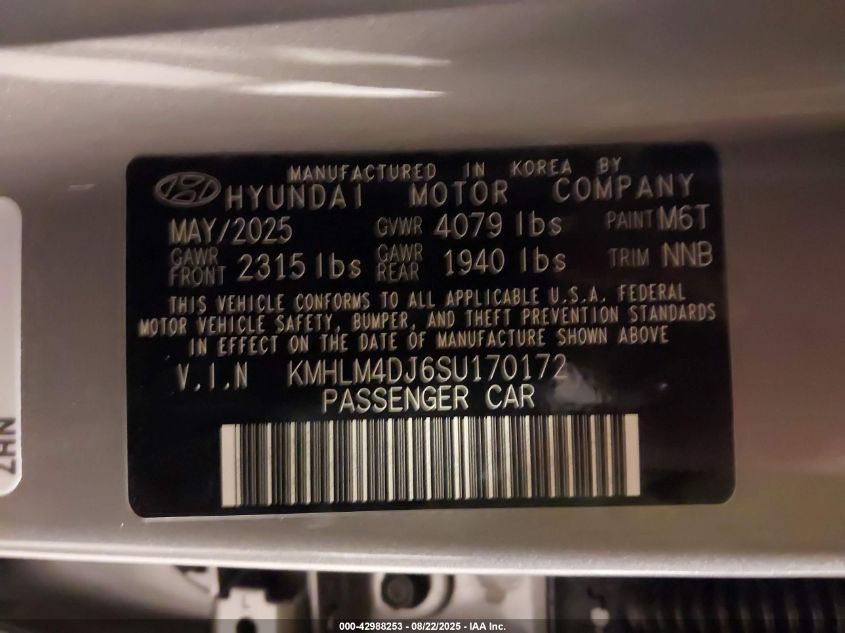 MANUFACTURED IN KOREA BY
HYUNDAI MOTOR COMPANY
MAY/2025 GVWR 4079 lbs PAINT M6T
GAWR FRONT 2315 lbs GAWR REAR 1940 lbs TRIM NNB
THIS VEHICLE CONFORMS TO ALL APPLICABLE U.S.A. FEDERAL
MOTOR VEHICLE SAFETY, BUMPER, AND THEFT PREVENTION STANDARDS
IN EFFECT ON THE DATE OF MANUFACTURE SHOWN ABOVE
V.I.N KMHLM4DJ6SU170172
PASSENGER CAR
000-42988253 - 08/22/2025 - IAA Inc.